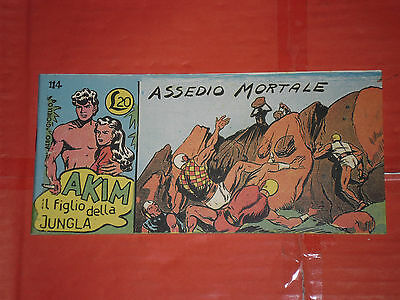 114
£20
AKIM
il figlio della
JUNGLA
ASSEDIO MORTALE